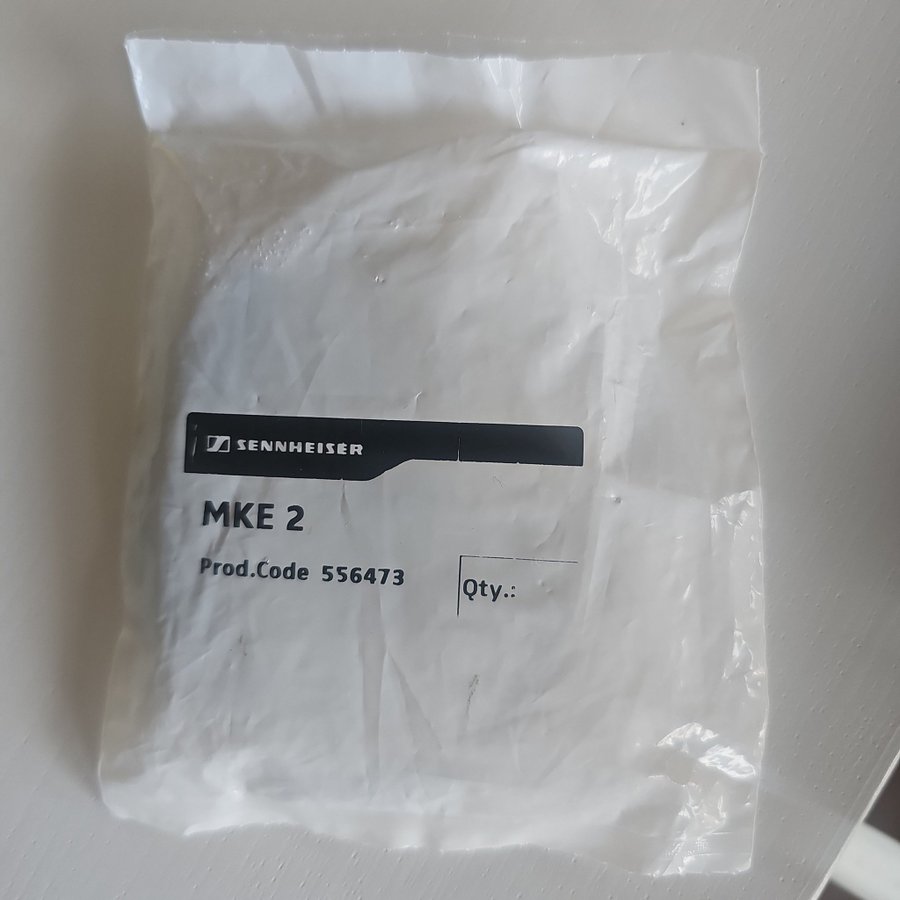 SENNHEISER
MKE 2
Prod.Code 556473
Qty.: